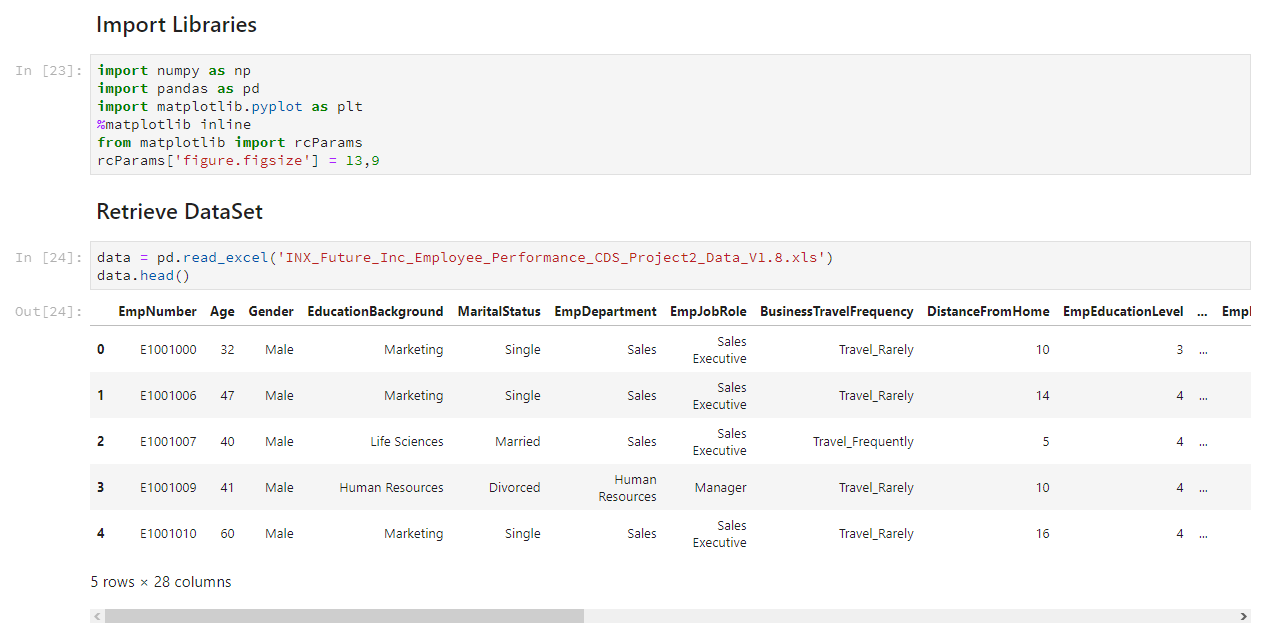 Import Libraries
In [23]:
import numpy as np
import pandas as pd
import matplotlib.pyplot as plt
%matplotlib inline
from matplotlib import rcParams
rcParams['figure.figsize'] = 13,9
Retrieve DataSet
In [24]:
data = pd.read_excel('INX_Future_Inc_Employee_Performance_CDS_Project2_Data_V1.8.xls')
data.head()
Out[24]:
EmpNumber Age Gender EducationBackground MaritalStatus EmpDepartment EmpJobRole BusinessTravelFrequency DistanceFromHome EmpEducationLevel ...
0 E1001000 32 Male Marketing Single Sales Sales Executive Travel_Rarely 10 3 ...
1 E1001006 47 Male Marketing Single Sales Sales Executive Travel_Rarely 14 4 ...
2 E1001007 40 Male Life Sciences Married Sales Sales Executive Travel_Frequently 5 4 ...
3 E1001009 41 Male Human Resources Divorced Human Resources Manager Travel_Rarely 10 4 ...
4 E1001010 60 Male Marketing Single Sales Sales Executive Travel_Rarely 16 4 ...
5 rows × 28 columns